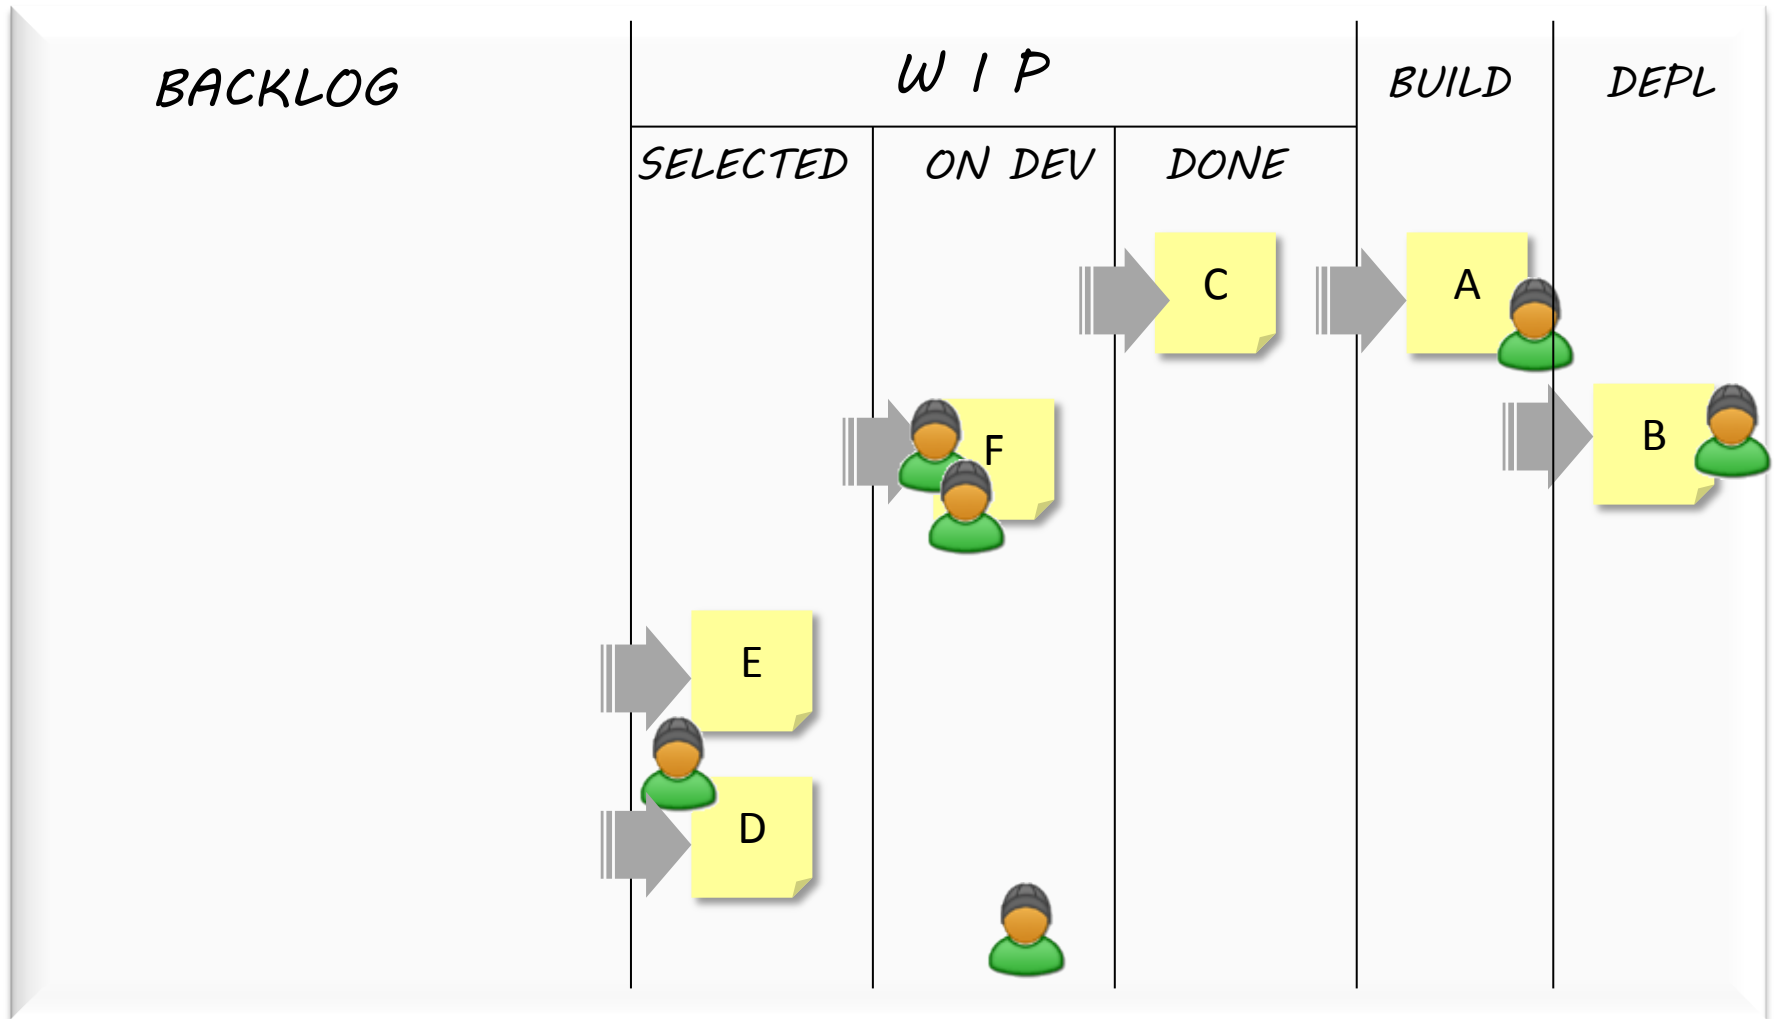 BACKLOG
W I P
BUILD
DEPL
SELECTED
ON DEV
DONE
C
A
F
B
E
D